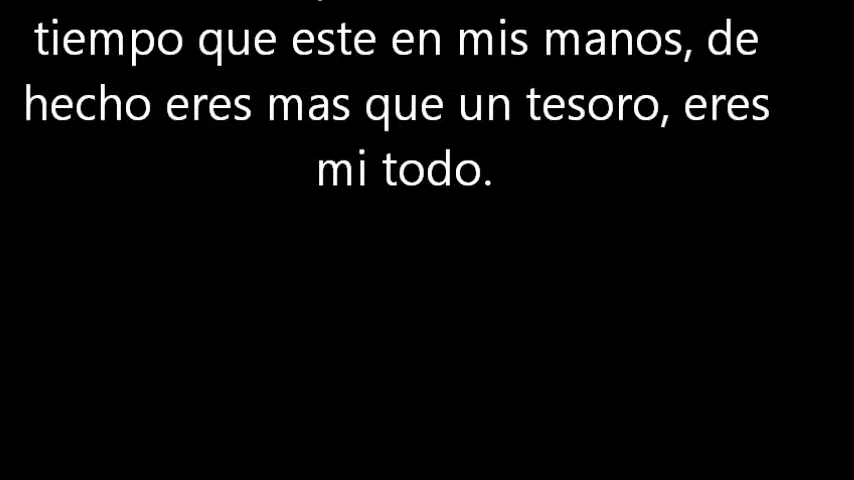 tiempo que este en mis manos, de
hecho eres mas que un tesoro, eres
mi todo.